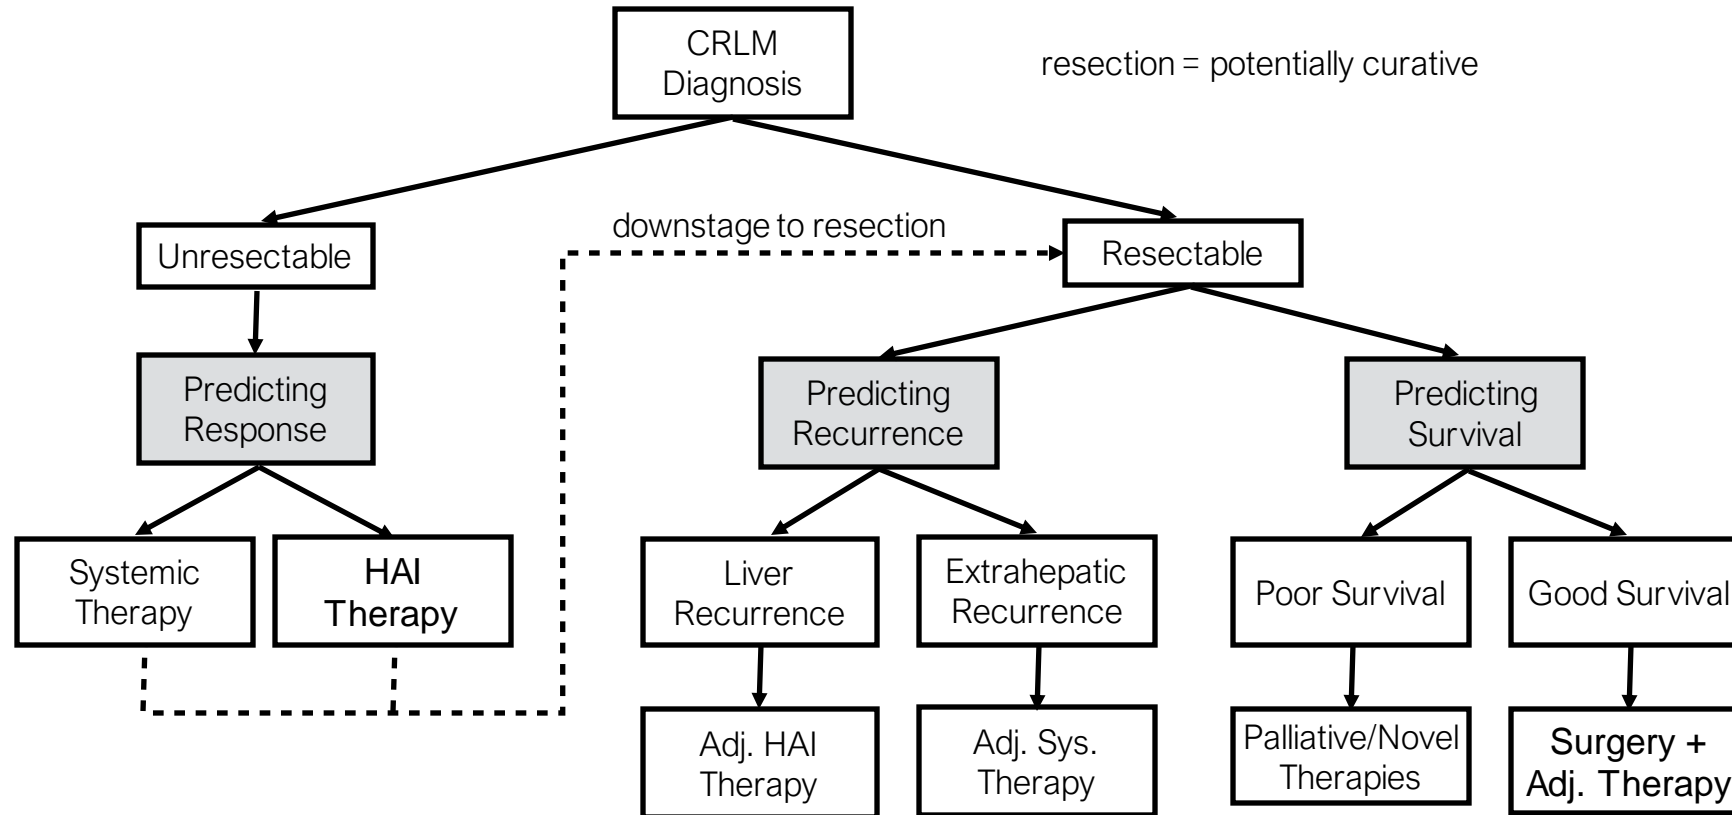 CRLM
Diagnosis
resection = potentially curative
downstage to resection
Unresectable
Resectable
Predicting
Response
Predicting
Recurrence
Predicting
Survival
Systemic
Therapy
HAI
Therapy
Liver
Recurrence
Extrahepatic
Recurrence
Poor Survival
Good Survival
Adj. HAI
Therapy
Adj. Sys.
Therapy
Palliative/Novel
Therapies
Surgery +
Adj. Therapy